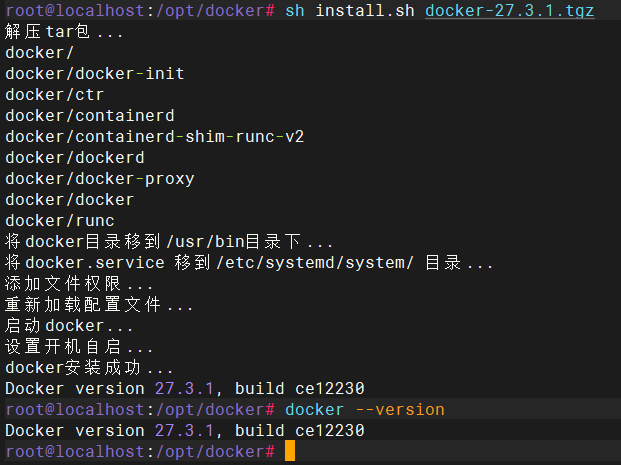 root@localhost:/opt/docker# sh install.sh docker-27.3.1.tgz
解压tar包...
docker/
docker/docker-init
docker/ctr
docker/containerd
docker/containerd-shim-runc-v2
docker/dockerd
docker/docker-proxy
docker/docker
docker/runc
将docker目录移到/usr/bin目录下...
将docker.service 移到/etc/systemd/system/ 目录...
添加文件权限...
重新加载配置文件...
启动docker...
设置开机自启...
docker安装成功...
Docker version 27.3.1, build ce12230
root@localhost:/opt/docker# docker --version
Docker version 27.3.1, build ce12230
root@localhost:/opt/docker#